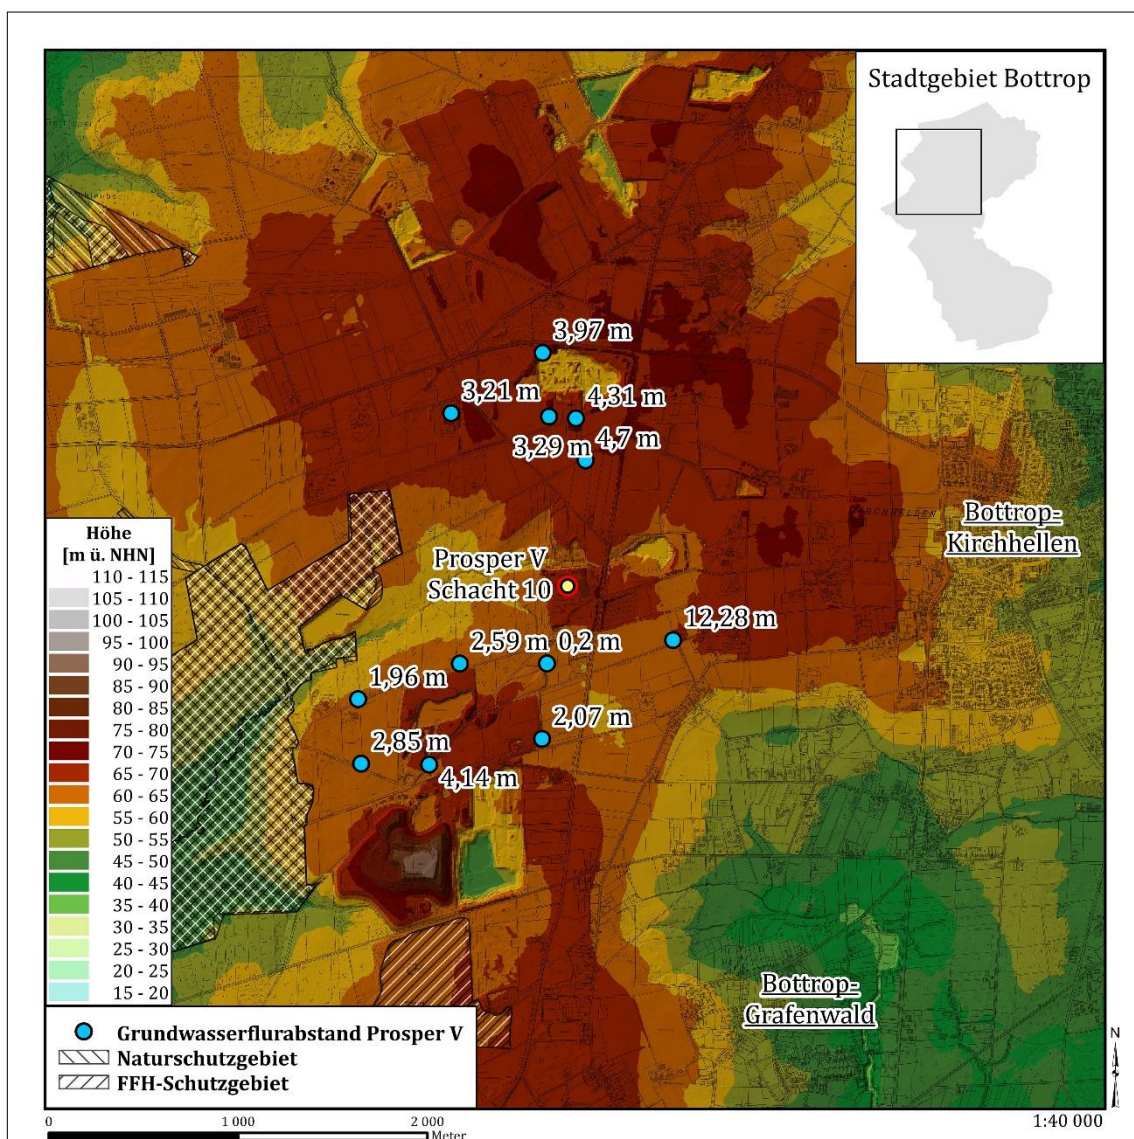 Stadtgebiet Bottrop
3,97 m
3,21 m
4,31 m
3,29 m
4,7 m
KIRCHHELLEN
Bottrop-
Kirchhellen
Prosper V
Schacht 10
12,28 m
2,59 m
0,2 m
1,96 m
2,07 m
2,85 m
4,14 m
Bottrop-
Grafenwald
Höhe
[m ü. NHN]
110 - 115
105 - 110
100 - 105
95 - 100
90 - 95
85 - 90
80 - 85
75 - 80
70 - 75
65 - 70
60 - 65
55 - 60
50 - 55
45 - 50
40 - 45
35 - 40
30 - 35
25 - 30
20 - 25
15 - 20
Grundwasserflurabstand Prosper V
Naturschutzgebiet
FFH-Schutzgebiet
N
0
1 000
2 000
Meter
1:40 000